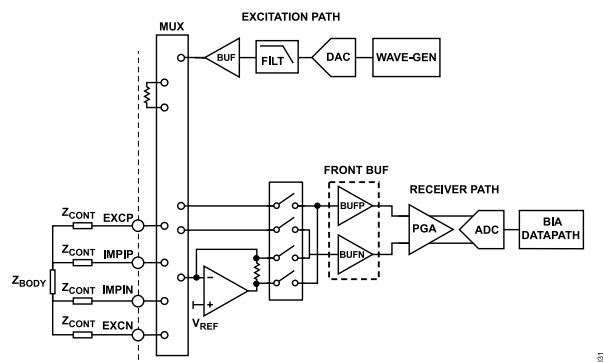 EXCITATION PATH
MUX
BUF
FILT
DAC
WAVE-GEN
FRONT BUF
RECEIVER PATH
BUFP
BUFN
PGA
ADC
BIA
DATAPATH
ZCONT EXCP
ZCONT IMPIP
ZBODY
ZCONT IMPIN
ZCONT EXCN
−
+
VREF
031